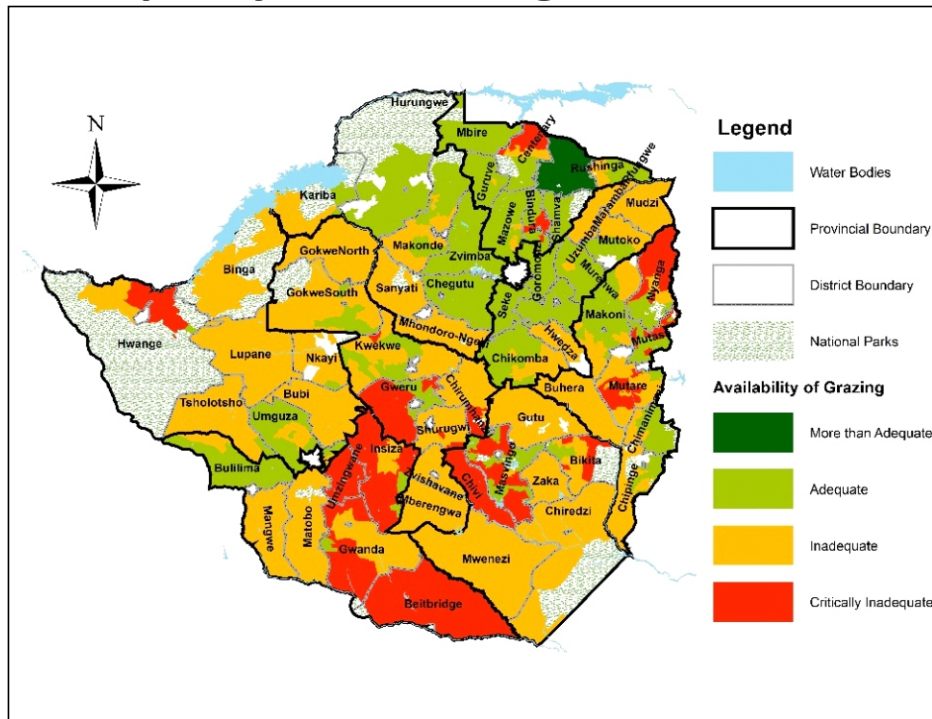 N
Hurungwe
Mbire
Centenary
Rushinga
Guruve
Kariba
Mazowe
Bindura
Shamva
Mudzi
Makonde
Mutoko
GokweNorth
Binga
Zvimba
Goromonzi
Murehwa
Nyanga
GokweSouth
Sanyati
Chegutu
Seke
Makoni
Hwange
Mhondoro-Ngezi
Hwedza
Mutasa
Lupane
Nkayi
Kwekwe
Chikomba
Gweru
Chirumhanzi
Buhera
Mutare
Tsholotsho
Bubi
Umguza
Shurugwi
Gutu
Chimanimani
Bulilima
Insiza
Umzingwane
Zvishavane
Mberengwa
Chivi
Masvingo
Bikita
Zaka
Chipinge
Chiredzi
Mangwe
Matobo
Gwanda
Mwenezi
Beitbridge
Legend
Water Bodies
Provincial Boundary
District Boundary
National Parks
Availability of Grazing
More than Adequate
Adequate
Inadequate
Critically Inadequate